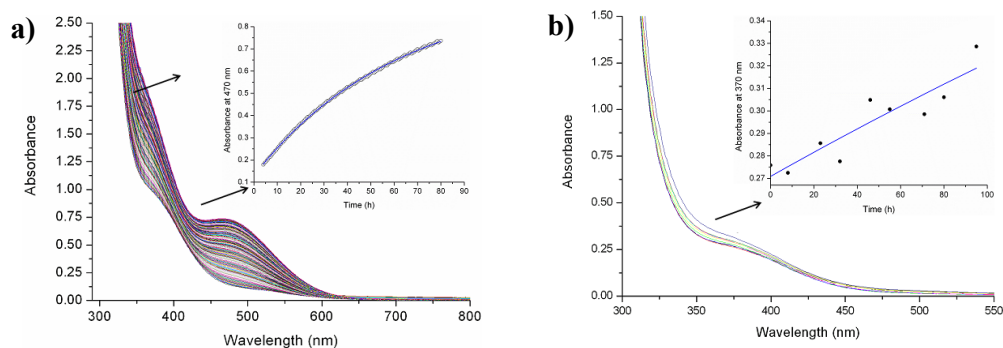 a)
2.50
2.25
2.00
1.75
1.50
1.25
1.00
0.75
0.50
0.25
0.00
Absorbance
300 400 500 600 700 800
Wavelength (nm)
0.8
0.7
0.6
0.5
0.4
0.3
0.2
0.1
Absorbance at 470 nm
0 10 20 30 40 50 60 70 80 90
Time (h)
b)
1.50
1.25
1.00
0.75
0.50
0.25
0.00
Absorbance
300 350 400 450 500 550
Wavelength (nm)
0.34
0.33
0.32
0.31
0.30
0.29
0.28
0.27
Absorbance at 370 nm
0 20 40 60 80 100
Time (h)